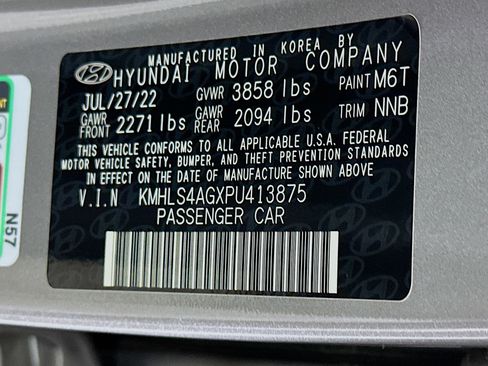 MANUFACTURED IN KOREA BY
HYUNDAI MOTOR COMPANY
JUL/27/22 GVWR 3858 lbs PAINT M6T
GAWR FRONT 2271 lbs GAWR REAR 2094 lbs TRIM NNB
THIS VEHICLE CONFORMS TO ALL APPLICABLE U.S.A. FEDERAL
MOTOR VEHICLE SAFETY, BUMPER, AND THEFT PREVENTION STANDARDS
IN EFFECT ON THE DATE OF MANUFACTURE SHOWN ABOVE
V.I.N KMHLS4AGXPU413875
PASSENGER CAR
N57